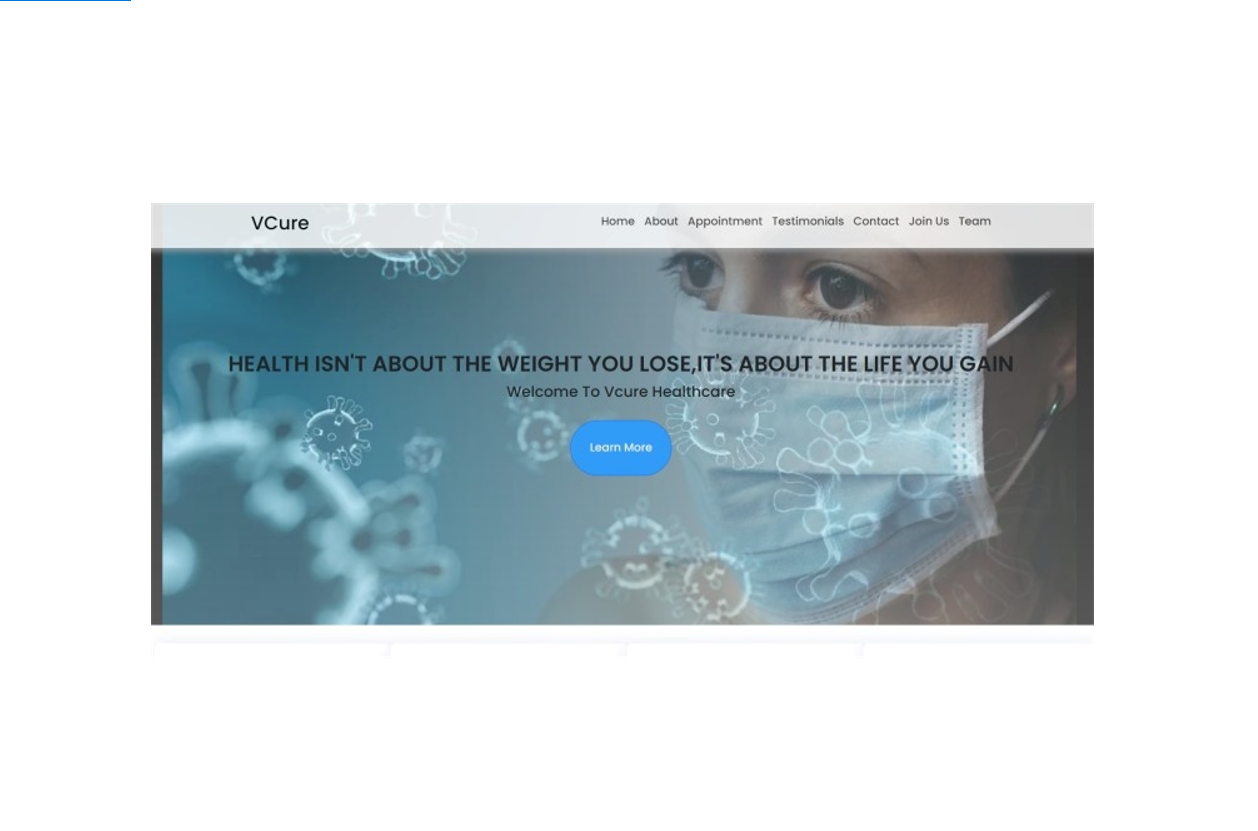 VCure
Home About Appointment Testimonials Contact Join Us Team
HEALTH ISN'T ABOUT THE WEIGHT YOU LOSE,IT'S ABOUT THE LIFE YOU GAIN
Welcome To Vcure Healthcare
Learn More